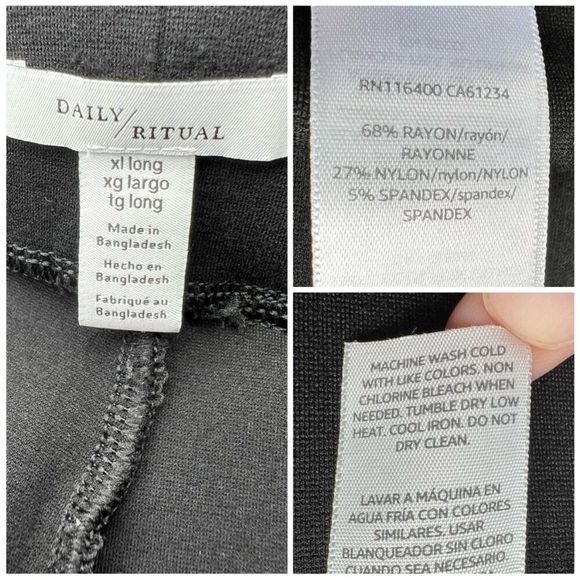 DAILY/
RITUAL
xl long
xg largo
tg long
Made in
Bangladesh
Hecho en
Bangladesh
Fabriqué au
Bangladesh
RN116400 CA61234
68% RAYON/rayón/
RAYONNE
27% NYLON/nylon/NYLON
5% SPANDEX/spandex/
SPANDEX
MACHINE WASH COLD
WITH LIKE COLORS. NON
CHLORINE BLEACH WHEN
NEEDED. TUMBLE DRY LOW
HEAT. COOL IRON. DO NOT
DRY CLEAN.
LAVAR A MÁQUINA EN
AGUA FRÍA CON COLORES
SIMILARES. USAR
BLANQUEADOR SIN CLORO
CUANDO SEA NECESARIO.